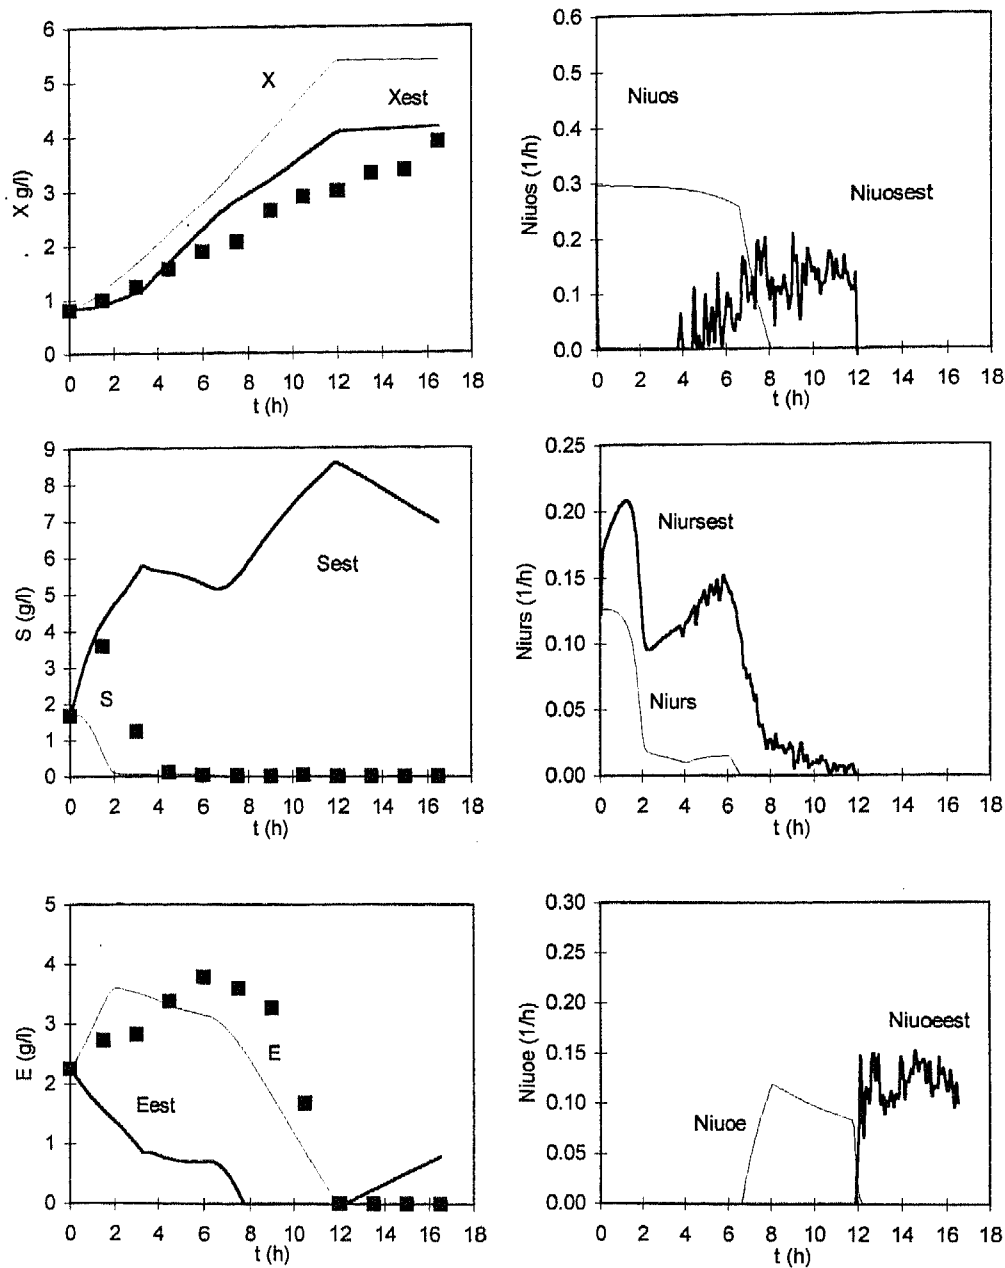 6
5
4
3
2
1
0
X g/l)
X
Xest
0 2 4 6 8 10 12 14 16 18
t (h)
0.6
0.5
0.4
0.3
0.2
0.1
0.0
Niuos (1/h)
Niuos
Niuosest
0 2 4 6 8 10 12 14 16 18
t (h)
9
8
7
6
5
4
3
2
1
0
S (g/l)
Sest
S
0 2 4 6 8 10 12 14 16 18
t (h)
0.25
0.20
0.15
0.10
0.05
0.00
Niurs (1/h)
Niursest
Niurs
0 2 4 6 8 10 12 14 16 18
t (h)
5
4
3
2
1
0
E (g/l)
E
Eest
0 2 4 6 8 10 12 14 16 18
t (h)
0.30
0.25
0.20
0.15
0.10
0.05
0.00
Niuoe (1/h)
Niuoeest
Niuoe
0 2 4 6 8 10 12 14 16 18
t (h)